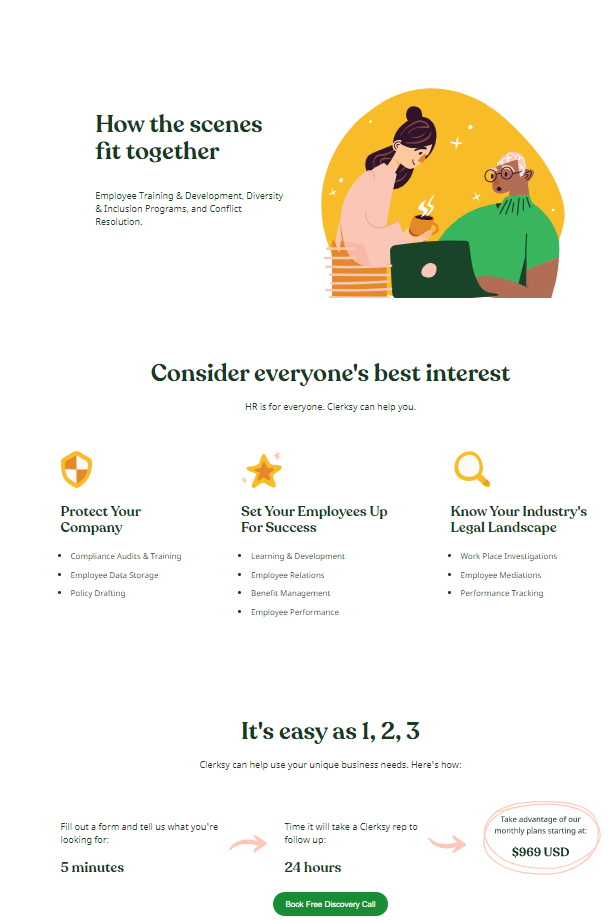 How the scenes
fit together
Employee Training & Development, Diversity
& Inclusion Programs, and Conflict
Resolution.
Consider everyone's best interest
HR is for everyone. Clerksy can help you.
Protect Your
Company
Compliance Audits & Training
Employee Data Storage
Policy Drafting
Set Your Employees Up
For Success
Learning & Development
Employee Relations
Benefit Management
Employee Performance
Know Your Industry's
Legal Landscape
Work Place Investigations
Employee Mediations
Performance Tracking
It's easy as 1, 2, 3
Clerksy can help use your unique business needs. Here's how:
Fill out a form and tell us what you're
looking for:
5 minutes
Time it will take a Clerksy rep to
follow up:
24 hours
Take advantage of our
monthly plans starting at:
$969 USD
Book Free Discovery Call